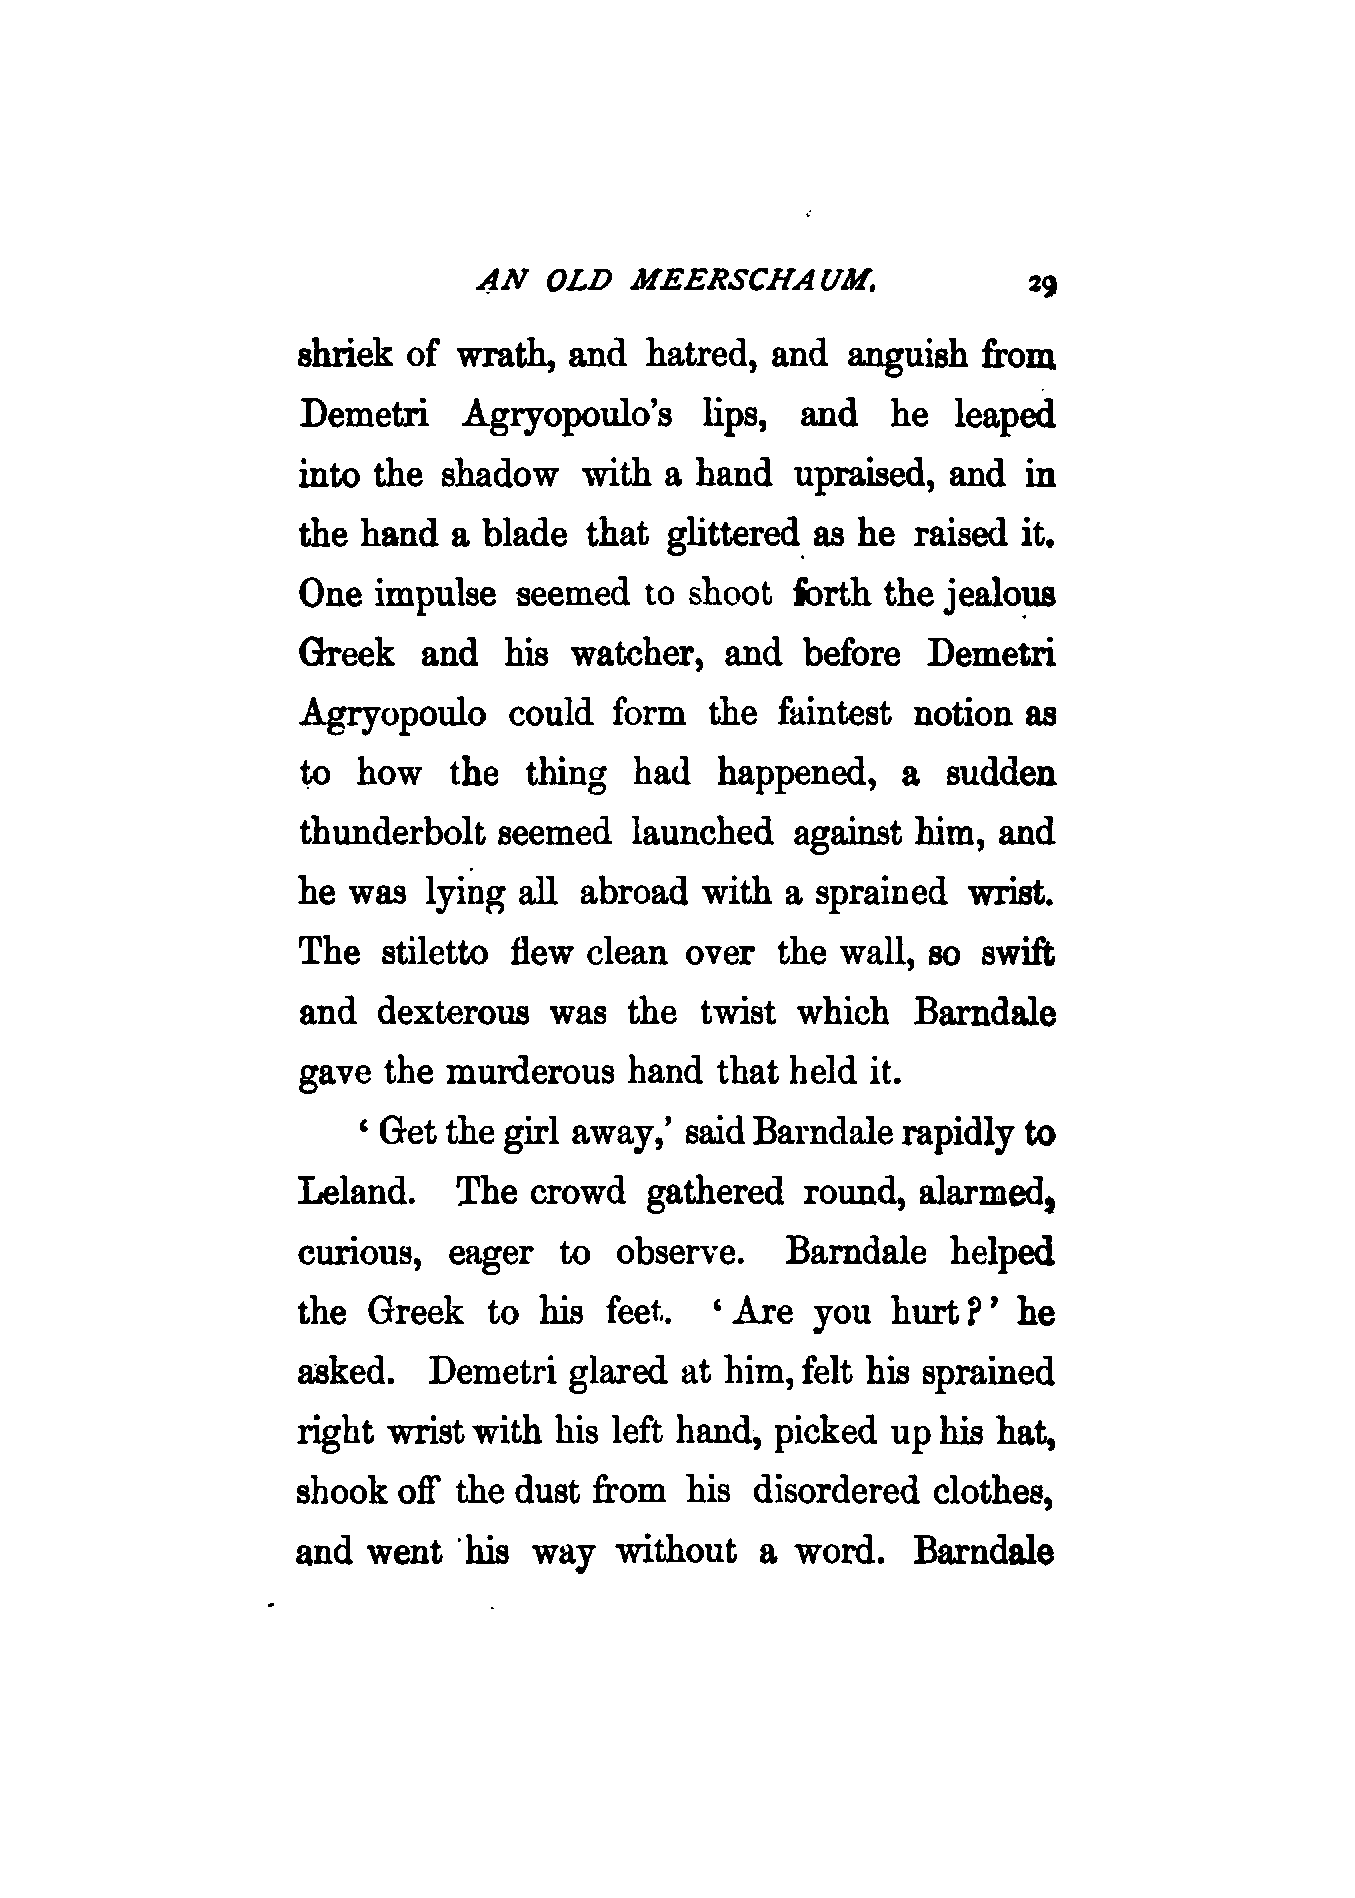 AN OLD MEERSCHAUM. 29
shriek of wrath, and hatred, and anguish from
Demetri Agryopoulo's lips, and he leaped
into the shadow with a hand upraised, and in
the hand a blade that glittered as he raised it.
One impulse seemed to shoot forth the jealous
Greek and his watcher, and before Demetri
Agryopoulo could form the faintest notion as
to how the thing had happened, a sudden
thunderbolt seemed launched against him, and
he was lying all abroad with a sprained wrist.
The stiletto flew clean over the wall, so swift
and dexterous was the twist which Barndale
gave the murderous hand that held it.
‘Get the girl away,’ said Barndale rapidly to
Leland. The crowd gathered round, alarmed,
curious, eager to observe. Barndale helped
the Greek to his feet. ‘Are you hurt?’ he
asked. Demetri glared at him, felt his sprained
right wrist with his left hand, picked up his hat,
shook off the dust from his disordered clothes,
and went his way without a word. Barndale